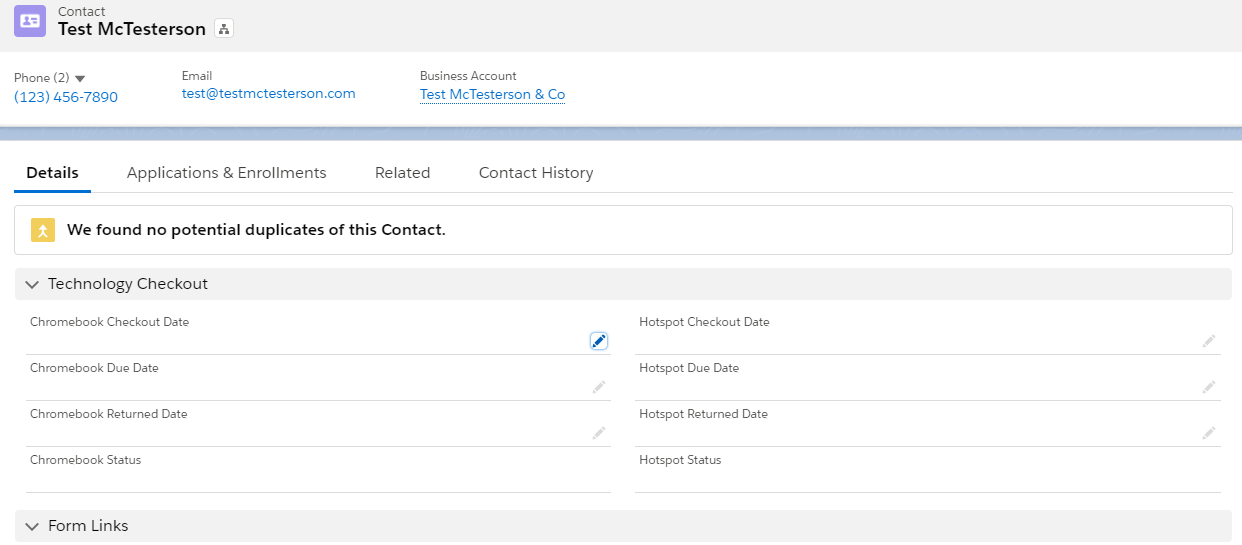 Contact
Test McTesterson
Phone (2)
Email
Business Account
(123) 456-7890
test@testmctesterson.com
Test McTesterson & Co
Details
Applications & Enrollments
Related
Contact History
We found no potential duplicates of this Contact.
Technology Checkout
Chromebook Checkout Date
Hotspot Checkout Date
Chromebook Due Date
Hotspot Due Date
Chromebook Returned Date
Hotspot Returned Date
Chromebook Status
Hotspot Status
Form Links